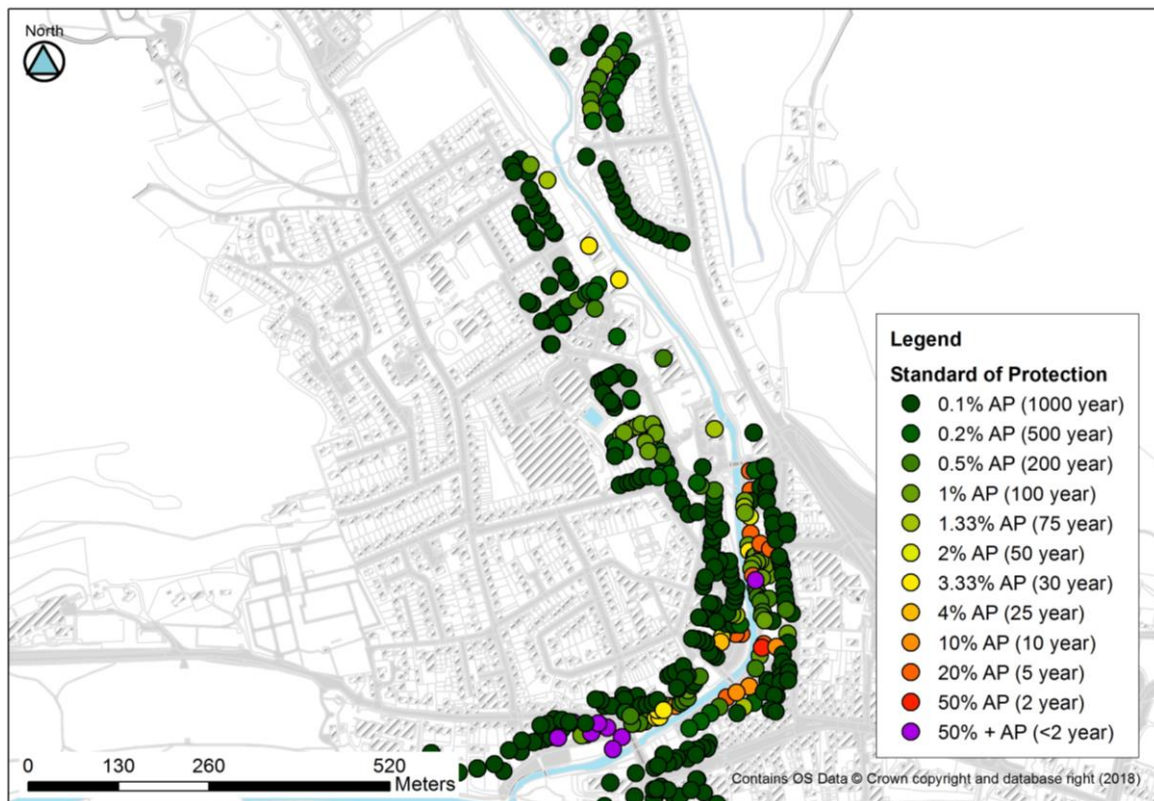 North
Legend
Standard of Protection
0.1% AP (1000 year)
0.2% AP (500 year)
0.5% AP (200 year)
1% AP (100 year)
1.33% AP (75 year)
2% AP (50 year)
3.33% AP (30 year)
4% AP (25 year)
10% AP (10 year)
20% AP (5 year)
50% AP (2 year)
50% + AP (<2 year)
0 130 260 520
Meters
Contains OS Data © Crown copyright and database right (2018)